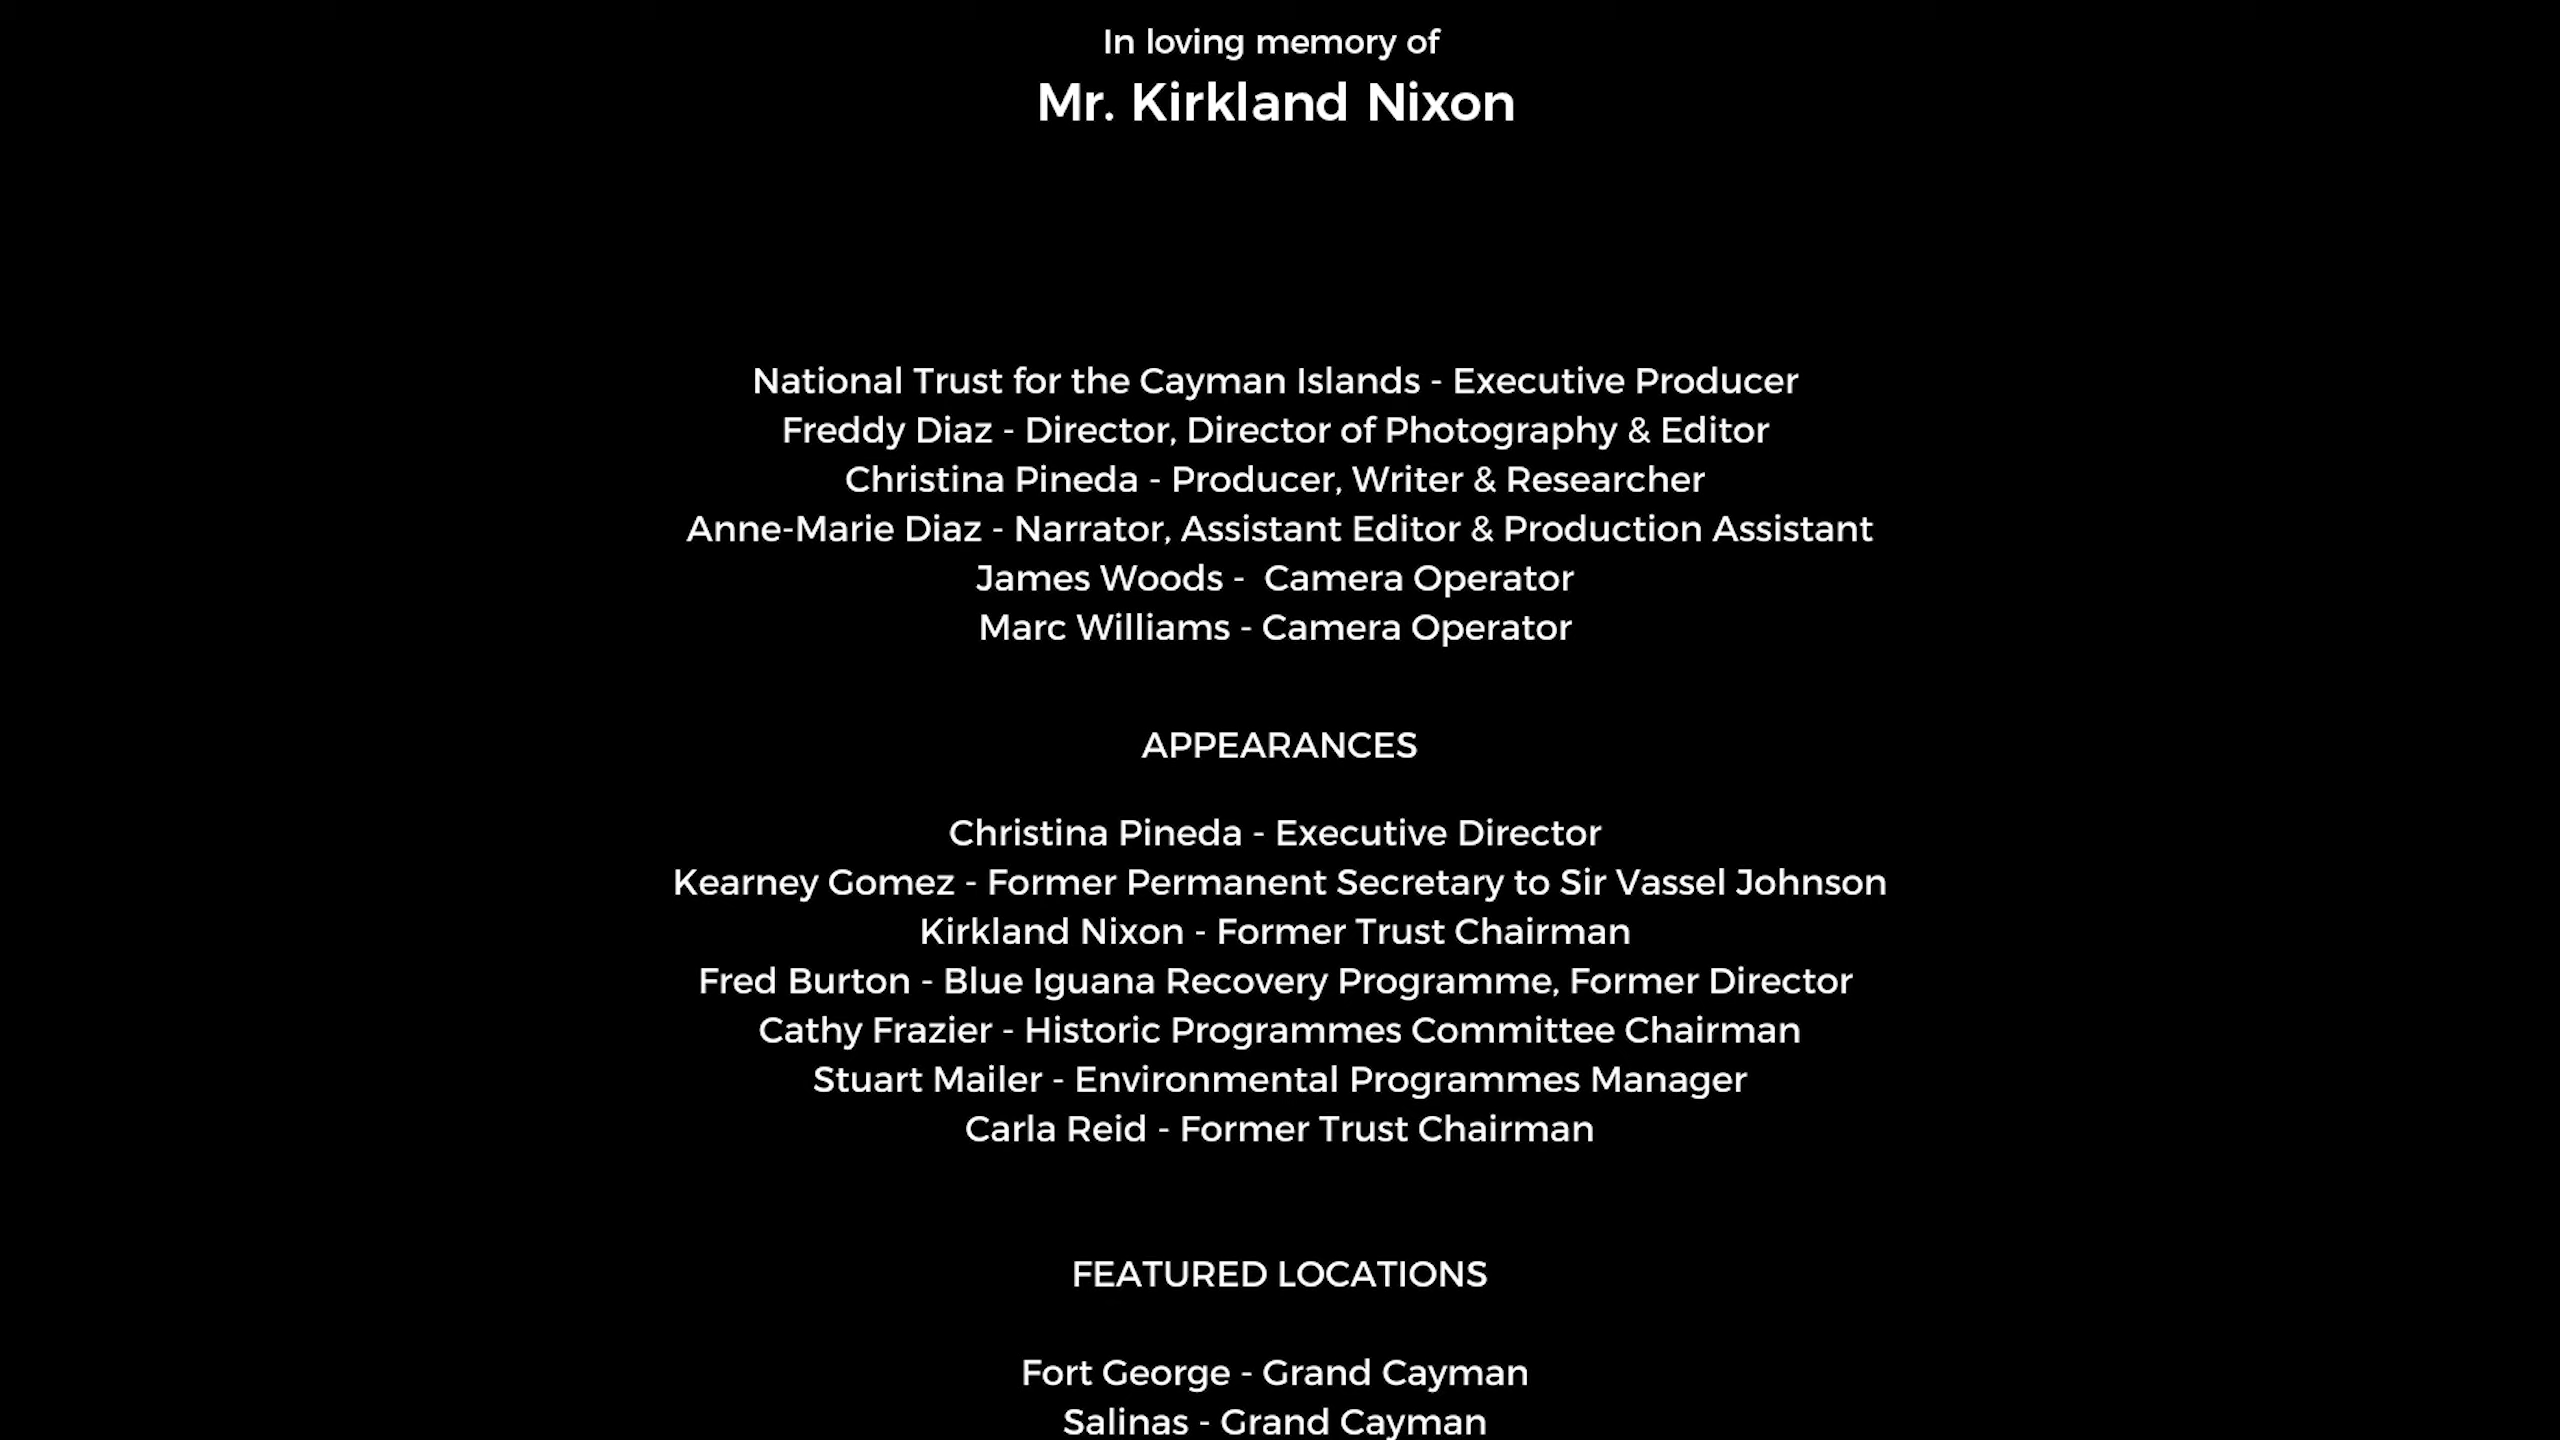 In loving memory of
Mr. Kirkland Nixon
National Trust for the Cayman Islands - Executive Producer
Freddy Diaz - Director, Director of Photography & Editor
Christina Pineda - Producer, Writer & Researcher
Anne-Marie Diaz - Narrator, Assistant Editor & Production Assistant
James Woods -  Camera Operator
Marc Williams - Camera Operator
APPEARANCES
Christina Pineda - Executive Director
Kearney Gomez - Former Permanent Secretary to Sir Vassel Johnson
Kirkland Nixon - Former Trust Chairman
Fred Burton - Blue Iguana Recovery Programme, Former Director
Cathy Frazier - Historic Programmes Committee Chairman
Stuart Mailer - Environmental Programmes Manager
Carla Reid - Former Trust Chairman
FEATURED LOCATIONS
Fort George - Grand Cayman
Salinas - Grand Cayman